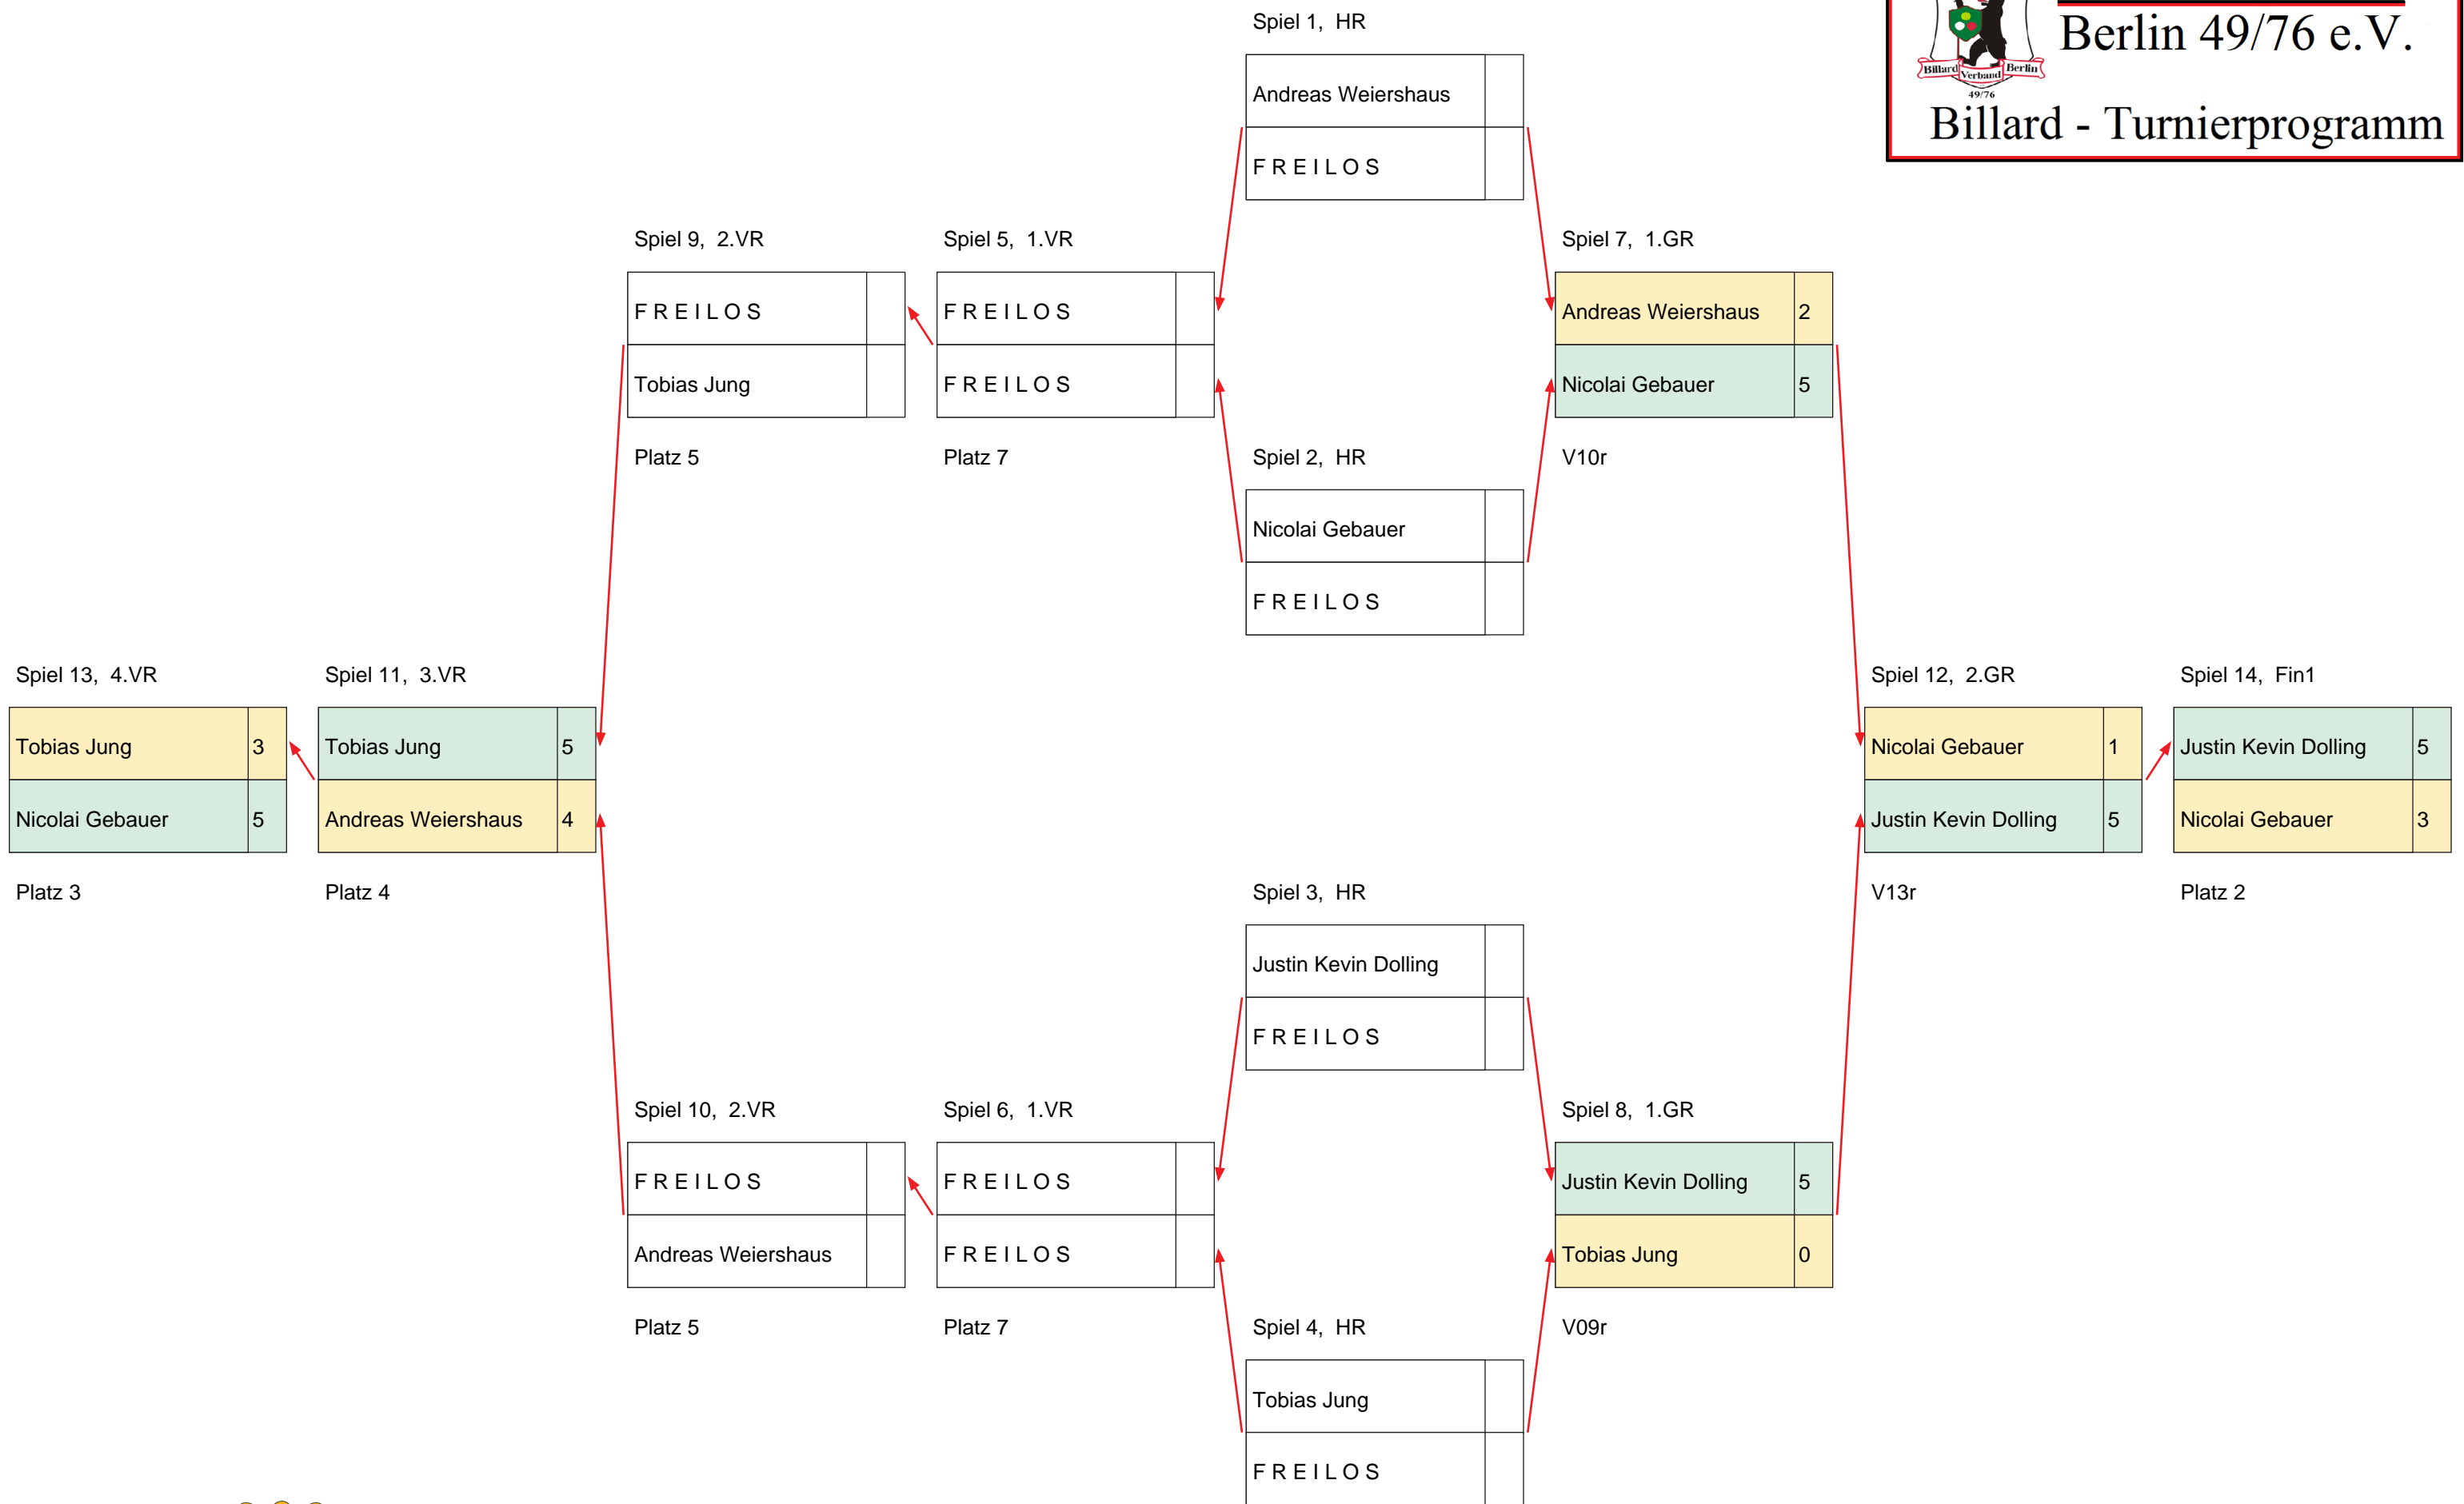 Berlin 49/76 e.V.
Billard Verband Berlin
49/76
Billard - Turnierprogramm
Spiel 1, HR
Andreas Weiershaus
F R E I L O S
Spiel 9, 2.VR
F R E I L O S
Tobias Jung
Platz 5
Spiel 5, 1.VR
F R E I L O S
F R E I L O S
Platz 7
Spiel 7, 1.GR
Andreas Weiershaus 2
Nicolai Gebauer 5
V10r
Spiel 2, HR
Nicolai Gebauer
F R E I L O S
Spiel 13, 4.VR
Tobias Jung 3
Nicolai Gebauer 5
Platz 3
Spiel 11, 3.VR
Tobias Jung 5
Andreas Weiershaus 4
Platz 4
Spiel 12, 2.GR
Nicolai Gebauer 1
Justin Kevin Dolling 5
V13r
Spiel 14, Fin1
Justin Kevin Dolling 5
Nicolai Gebauer 3
Platz 2
Spiel 3, HR
Justin Kevin Dolling
F R E I L O S
Spiel 10, 2.VR
F R E I L O S
Andreas Weiershaus
Platz 5
Spiel 6, 1.VR
F R E I L O S
F R E I L O S
Platz 7
Spiel 8, 1.GR
Justin Kevin Dolling 5
Tobias Jung 0
V09r
Spiel 4, HR
Tobias Jung
F R E I L O S